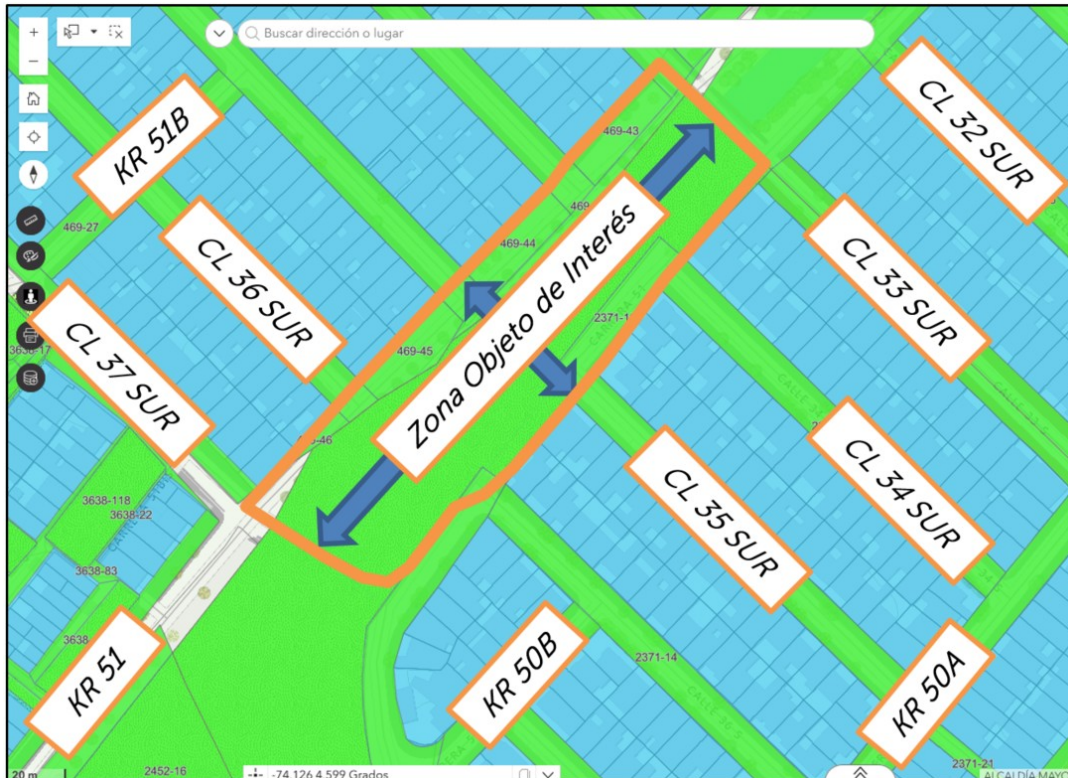 Buscar dirección o lugar
KR 51B
CL 32 SUR
469-43
469-27
CL 36 SUR
469-44
Zona Objeto de Interés
CL 33 SUR
CL 37 SUR
469-45
3638-118
3638-22
3638-83
CL 35 SUR
CL 34 SUR
KR 51
KR 50B
2371-14
KR 50A
20 m
2452-16
-74.126 4.599 Grados
2371-21
ALCALDÍA MAYO